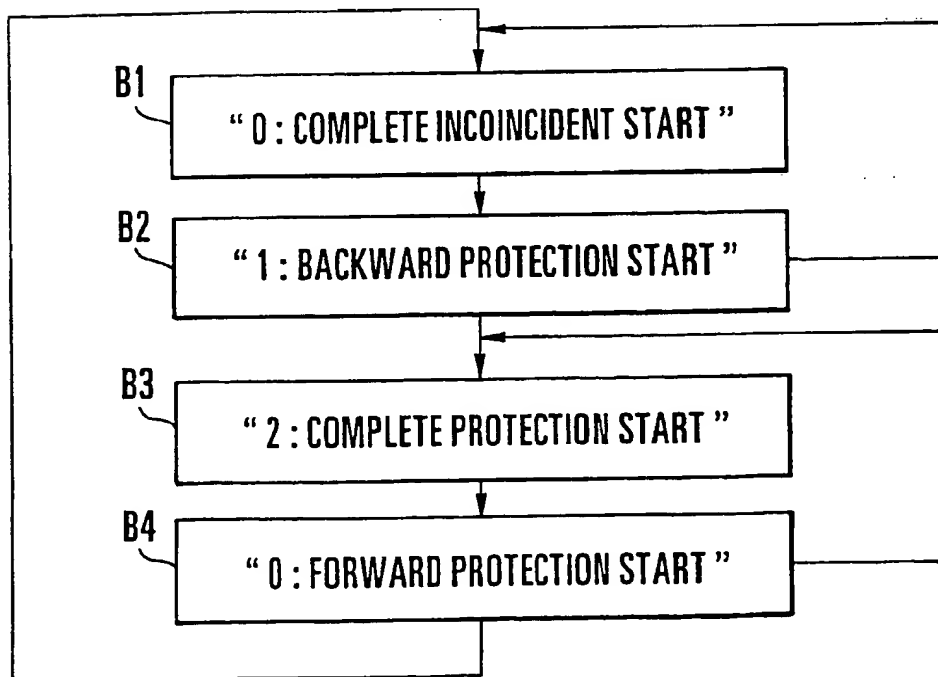 B1
“ 0 : COMPLETE INCOINCIDENT START ”
B2
“ 1 : BACKWARD PROTECTION START ”
B3
“ 2 : COMPLETE PROTECTION START ”
B4
“ 0 : FORWARD PROTECTION START ”